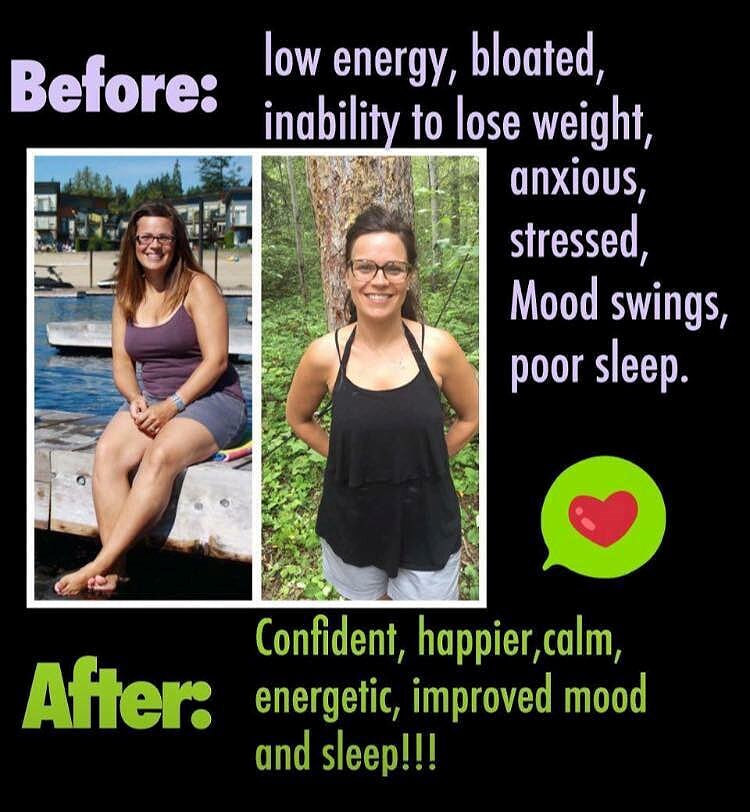 Before:
low energy, bloated,
inability to lose weight,
anxious,
stressed,
Mood swings,
poor sleep.
After:
Confident, happier,calm,
energetic, improved mood
and sleep!!!